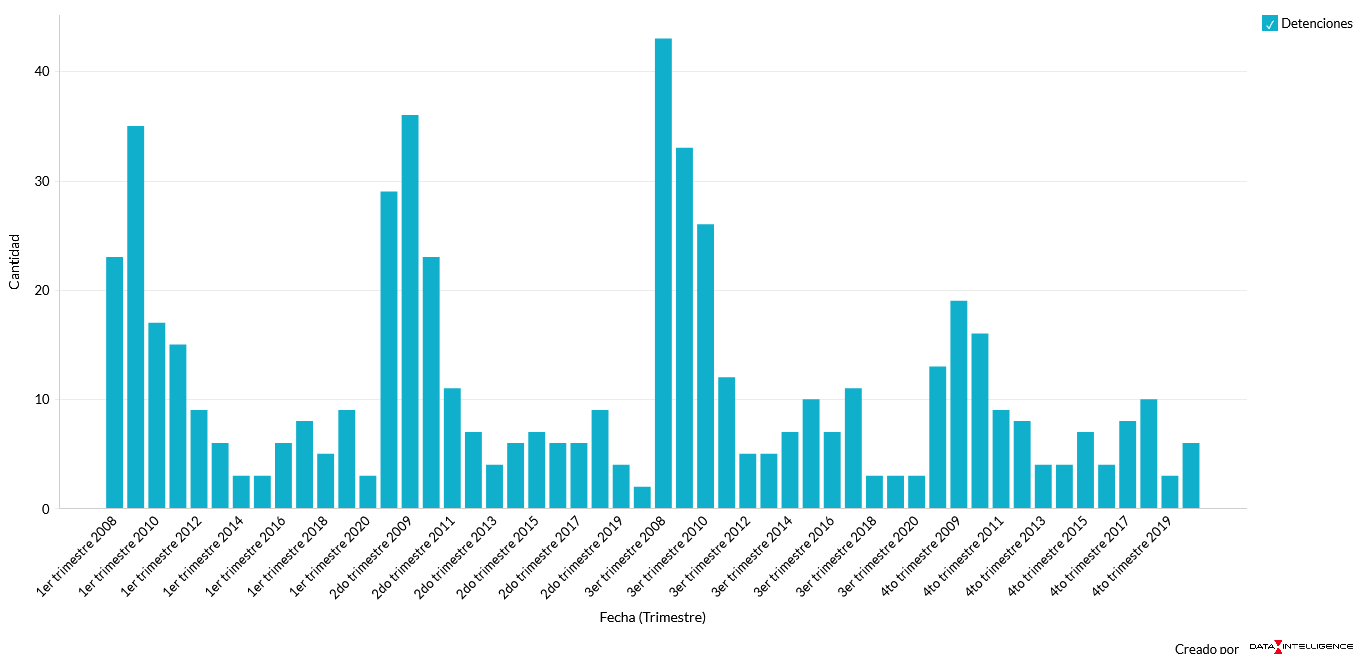 Detenciones
40
30
20
10
0
Cantidad
1er trimestre 2008
1er trimestre 2010
1er trimestre 2012
1er trimestre 2014
1er trimestre 2016
1er trimestre 2018
1er trimestre 2020
2do trimestre 2009
2do trimestre 2011
2do trimestre 2013
2do trimestre 2015
2do trimestre 2017
2do trimestre 2019
3er trimestre 2008
3er trimestre 2010
3er trimestre 2012
3er trimestre 2014
3er trimestre 2016
3er trimestre 2018
3er trimestre 2020
4to trimestre 2009
4to trimestre 2011
4to trimestre 2013
4to trimestre 2015
4to trimestre 2017
4to trimestre 2019
Fecha (Trimestre)
Creado por DATA INTELLIGENCE